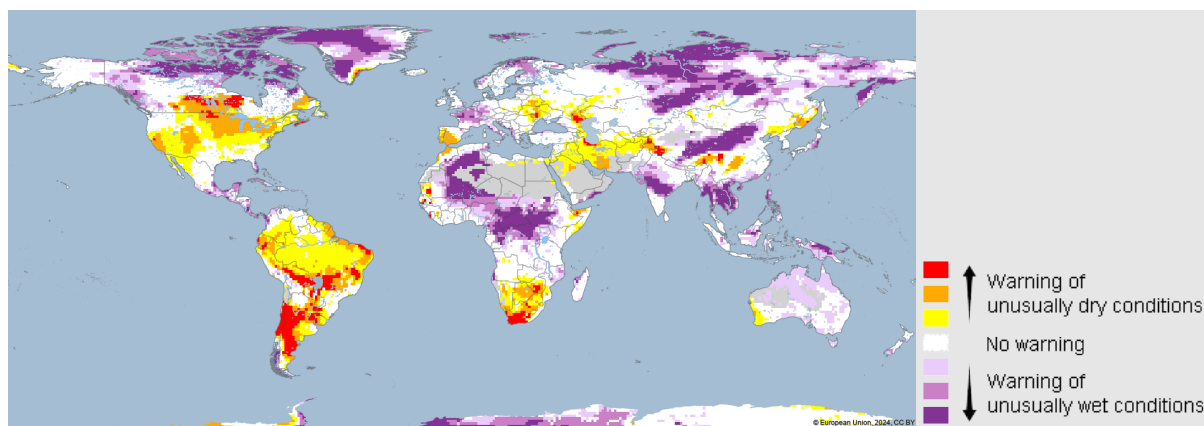 Warning of
unusually dry conditions
No warning
Warning of
unusually wet conditions
© European Union, 2024, CC BY